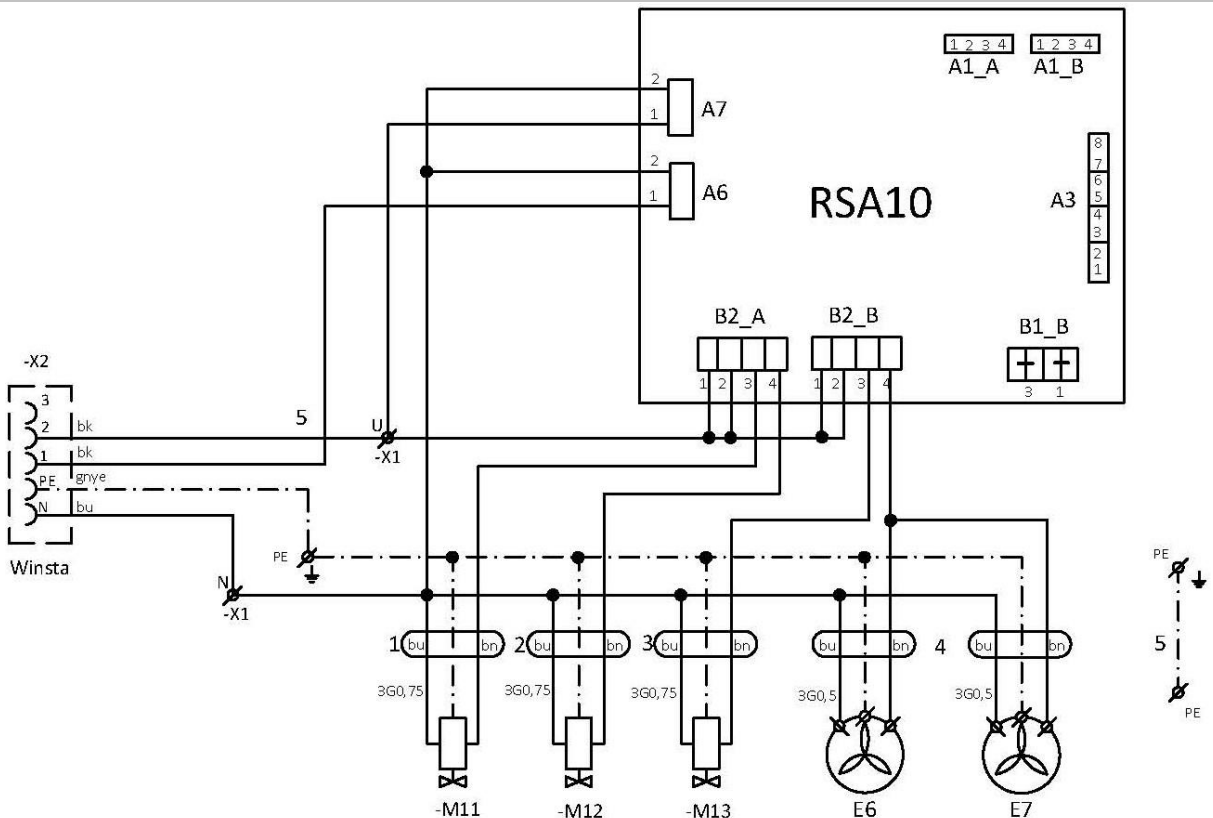 1 2 3 4
1 2 3 4
A1_A
A1_B
2
1
A7
2
1
A6
RSA10
A3
8
7
6
5
4
3
2
1
B2_A
B2_B
B1_B
1 2 3 4
1 2 3 4
3 1
-X2
3
2 bk
1 bk
PE gnye
N bu
Winsta
5
U
-X1
PE
N
-X1
1 bu bn
2 bu bn
3 bu bn
bu bn
4
bu bn
3G0,75
3G0,75
3G0,75
3G0,5
3G0,5
-M11
-M12
-M13
E6
E7
PE
5
PE